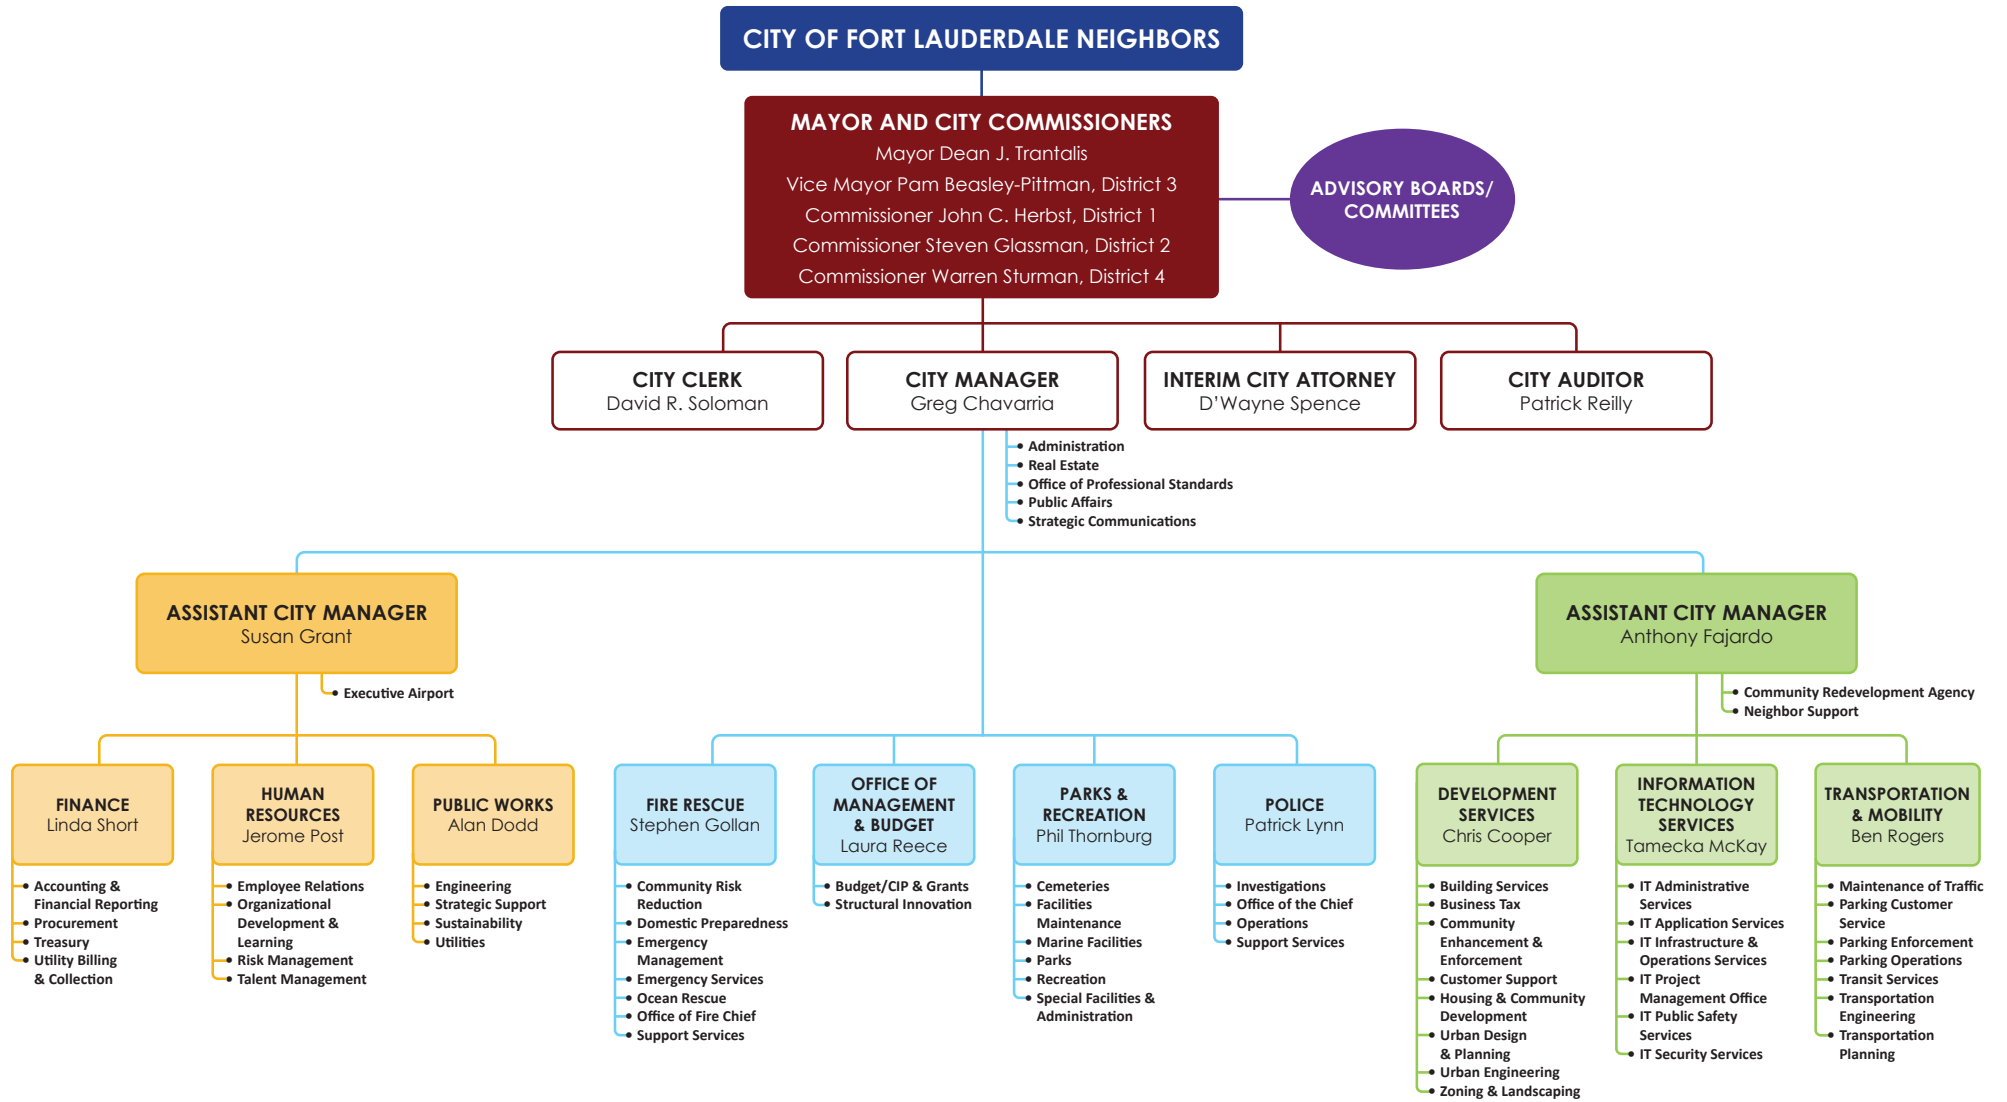 CITY OF FORT LAUDERDALE NEIGHBORS
MAYOR AND CITY COMMISSIONERS
Mayor Dean J. Trantalis
Vice Mayor Pam Beasley-Pittman, District 3
Commissioner John C. Herbst, District 1
Commissioner Steven Glassman, District 2
Commissioner Warren Sturman, District 4
ADVISORY BOARDS/
COMMITTEES
CITY CLERK
David R. Soloman
CITY MANAGER
Greg Chavarria
INTERIM CITY ATTORNEY
D'Wayne Spence
CITY AUDITOR
Patrick Reilly
• Administration
• Real Estate
• Office of Professional Standards
• Public Affairs
• Strategic Communications
ASSISTANT CITY MANAGER
Susan Grant
• Executive Airport
ASSISTANT CITY MANAGER
Anthony Fajardo
• Community Redevelopment Agency
• Neighbor Support
FINANCE
Linda Short
• Accounting &
Financial Reporting
• Procurement
• Treasury
• Utility Billing
& Collection
HUMAN
RESOURCES
Jerome Post
• Employee Relations
• Organizational
Development &
Learning
• Risk Management
• Talent Management
PUBLIC WORKS
Alan Dodd
• Engineering
• Strategic Support
• Sustainability
• Utilities
FIRE RESCUE
Stephen Gollan
• Community Risk
Reduction
• Domestic Preparedness
• Emergency
Management
• Emergency Services
• Ocean Rescue
• Office of Fire Chief
• Support Services
OFFICE OF
MANAGEMENT
& BUDGET
Laura Reece
• Budget/CIP & Grants
• Structural Innovation
PARKS &
RECREATION
Phil Thornburg
• Cemeteries
• Facilities
Maintenance
• Marine Facilities
• Parks
• Recreation
• Special Facilities &
Administration
POLICE
Patrick Lynn
• Investigations
• Office of the Chief
• Operations
• Support Services
DEVELOPMENT
SERVICES
Chris Cooper
• Building Services
• Business Tax
• Community
Enhancement &
Enforcement
• Customer Support
• Housing & Community
Development
• Urban Design
& Planning
• Urban Engineering
• Zoning & Landscaping
INFORMATION
TECHNOLOGY
SERVICES
Tamecka McKay
• IT Administrative
Services
• IT Application Services
• IT Infrastructure &
Operations Services
• IT Project
Management Office
• IT Public Safety
Services
• IT Security Services
TRANSPORTATION
& MOBILITY
Ben Rogers
• Maintenance of Traffic
• Parking Customer
Service
• Parking Enforcement
• Parking Operations
• Transit Services
• Transportation
Engineering
• Transportation
Planning